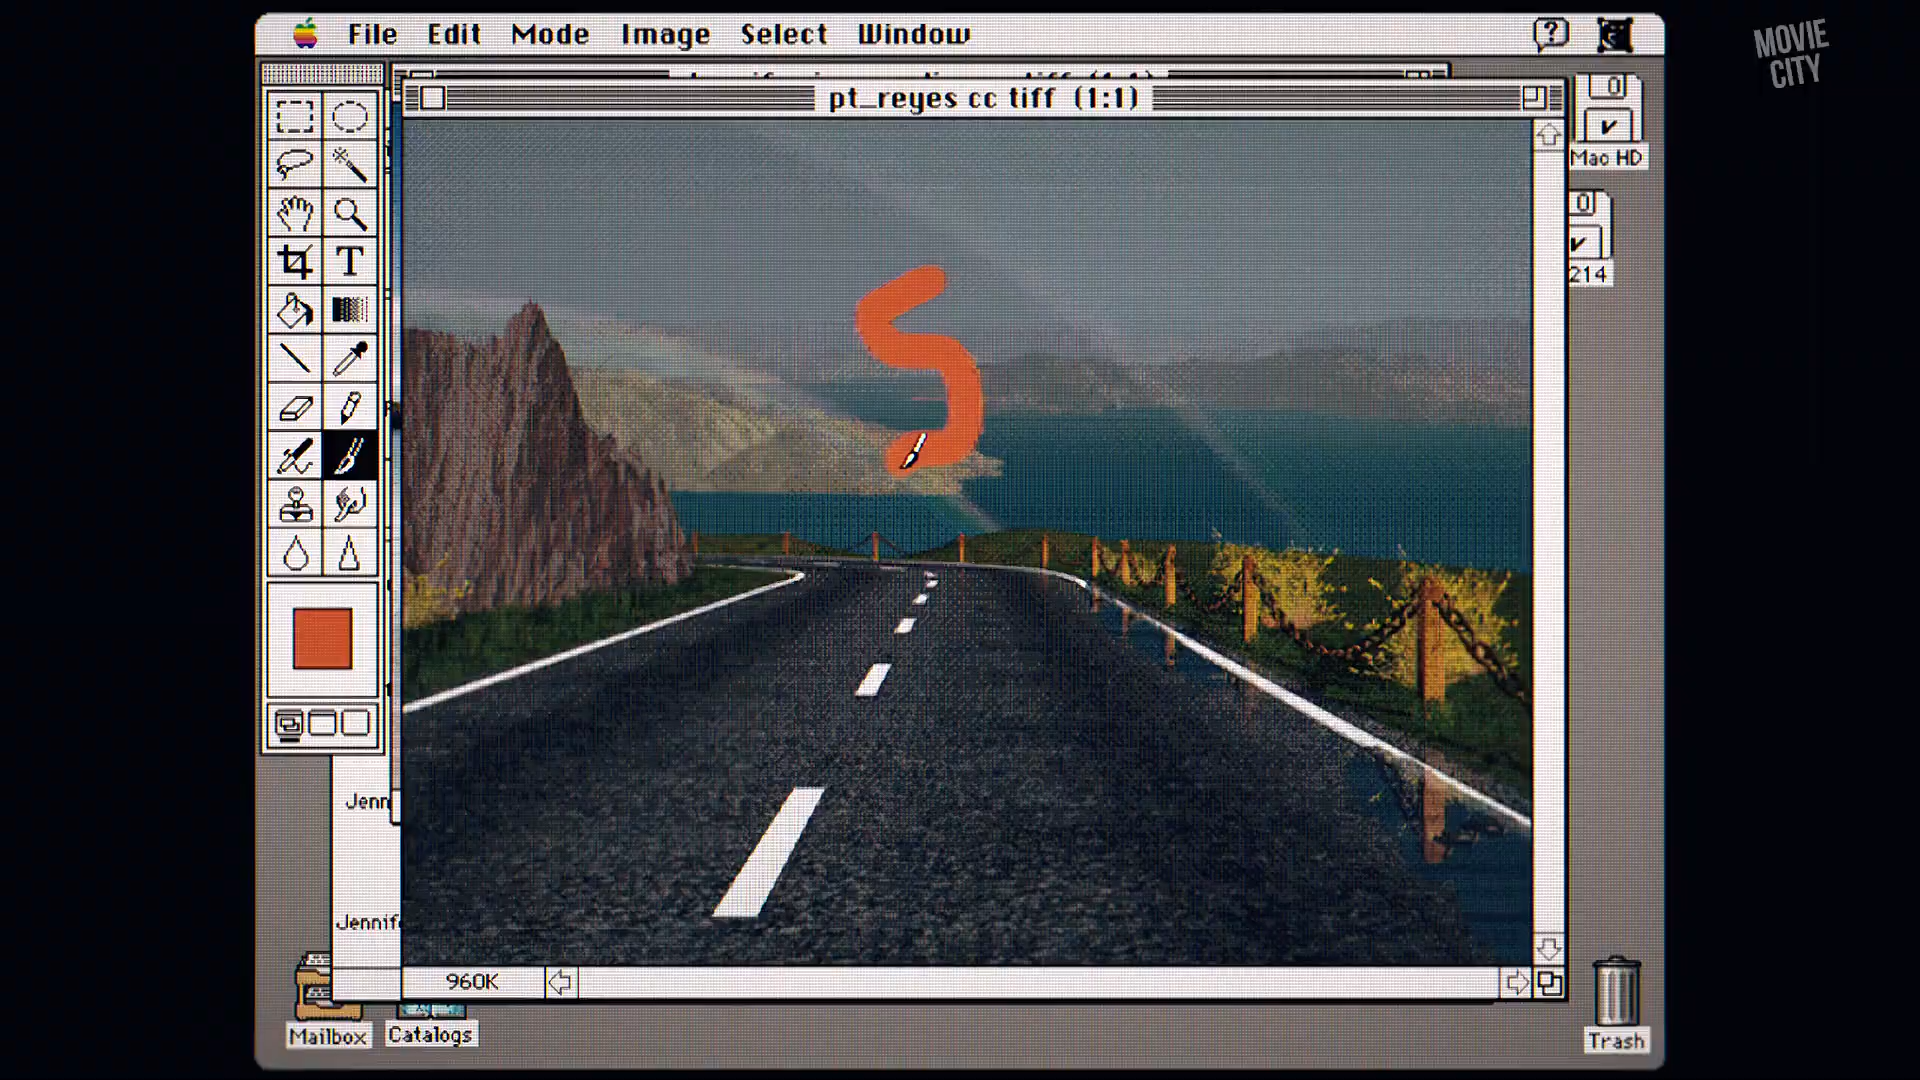 File Edit Mode Image Select Window
MOVIE
CITY
pt_reyes cc tiff (1:1)
Mac HD
214
T
S
Jenn
Jennif
960K
Mailbox
Catalogs
Trash